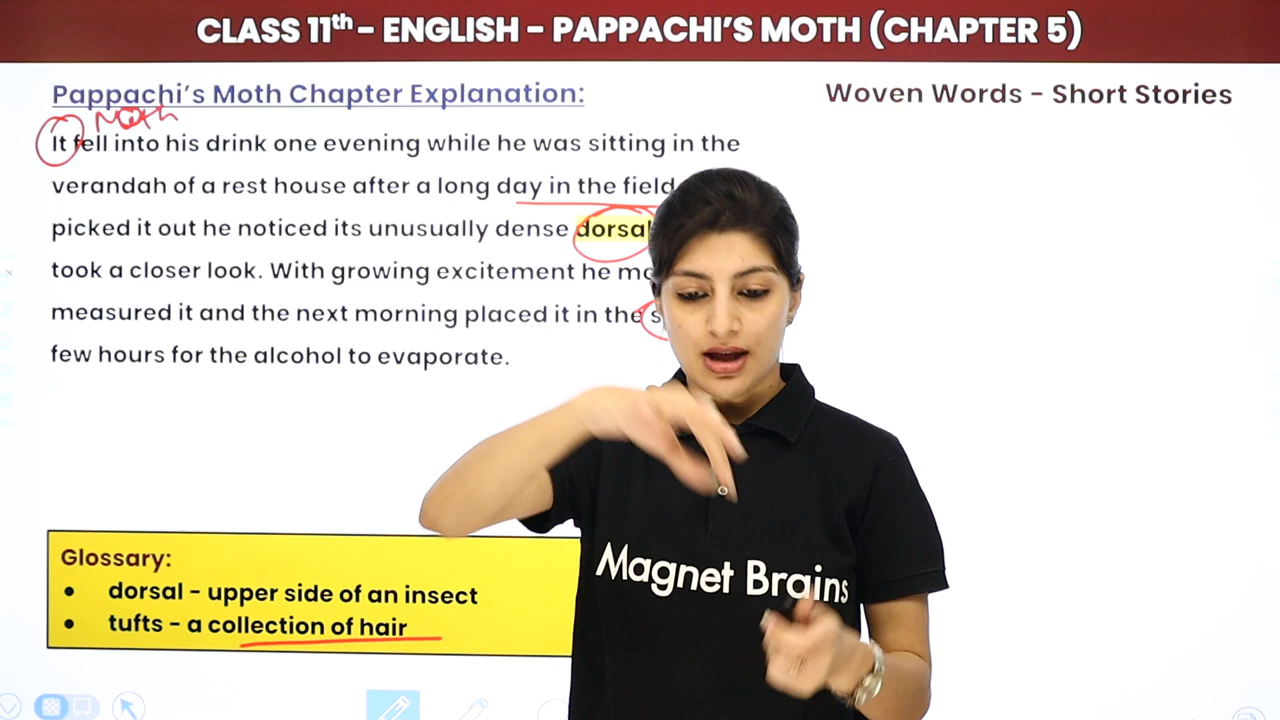 CLASS 11th – ENGLISH – PAPPACHI'S MOTH (CHAPTER 5)
Pappachi's Moth Chapter Explanation:
Woven Words – Short Stories
Moth
It fell into his drink one evening while he was sitting in the
verandah of a rest house after a long day in the field
picked it out he noticed its unusually dense dorsal
took a closer look. With growing excitement he
measured it and the next morning placed it in the
few hours for the alcohol to evaporate.
Glossary:
• dorsal – upper side of an insect
• tufts – a collection of hair
Magnet Brains